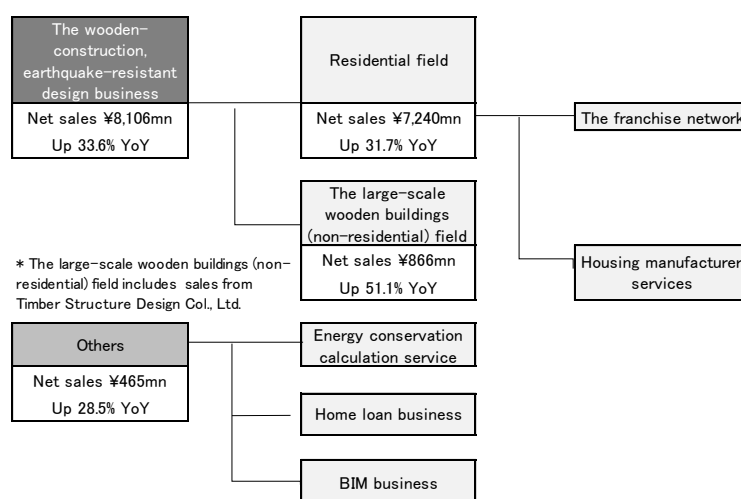 The wooden-
construction,
earthquake-resistant
design business
Net sales ¥8,106mn
Up 33.6% YoY
Residential field
Net sales ¥7,240mn
Up 31.7% YoY
The franchise network
The large-scale
wooden buildings
(non-residential) field
Net sales ¥866mn
Up 51.1% YoY
Housing manufacturer
services
* The large-scale wooden buildings (non-
residential) field includes sales from
Timber Structure Design Col., Ltd.
Others
Net sales ¥465mn
Up 28.5% YoY
Energy conservation
calculation service
Home loan business
BIM business